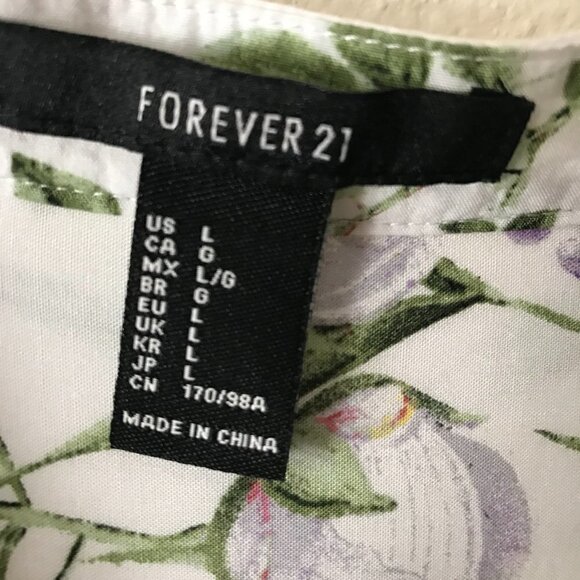 FOREVER 21
US L
CA G
MX L/G
BR G
EU L
UK L
KR L
JP L
CN 170/98A
MADE IN CHINA